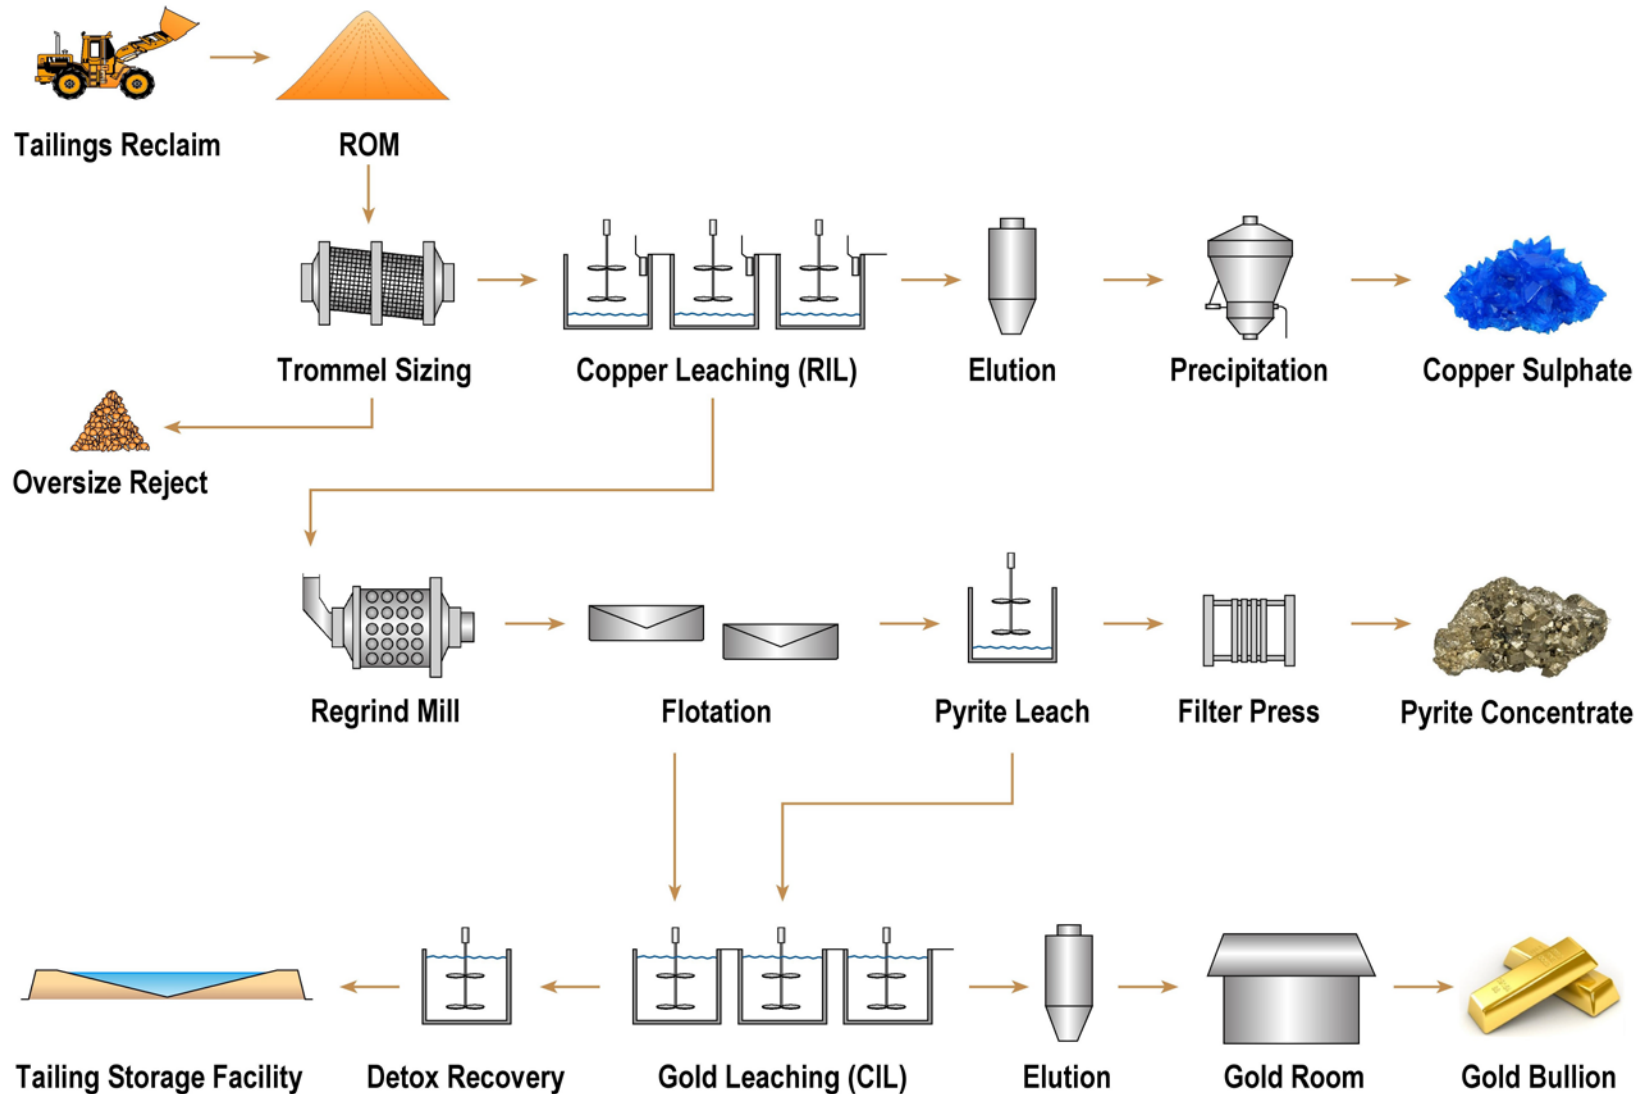 Tailings Reclaim
ROM
Trommel Sizing
Copper Leaching (RIL)
Elution
Precipitation
Copper Sulphate
Oversize Reject
Regrind Mill
Flotation
Pyrite Leach
Filter Press
Pyrite Concentrate
Tailing Storage Facility
Detox Recovery
Gold Leaching (CIL)
Elution
Gold Room
Gold Bullion